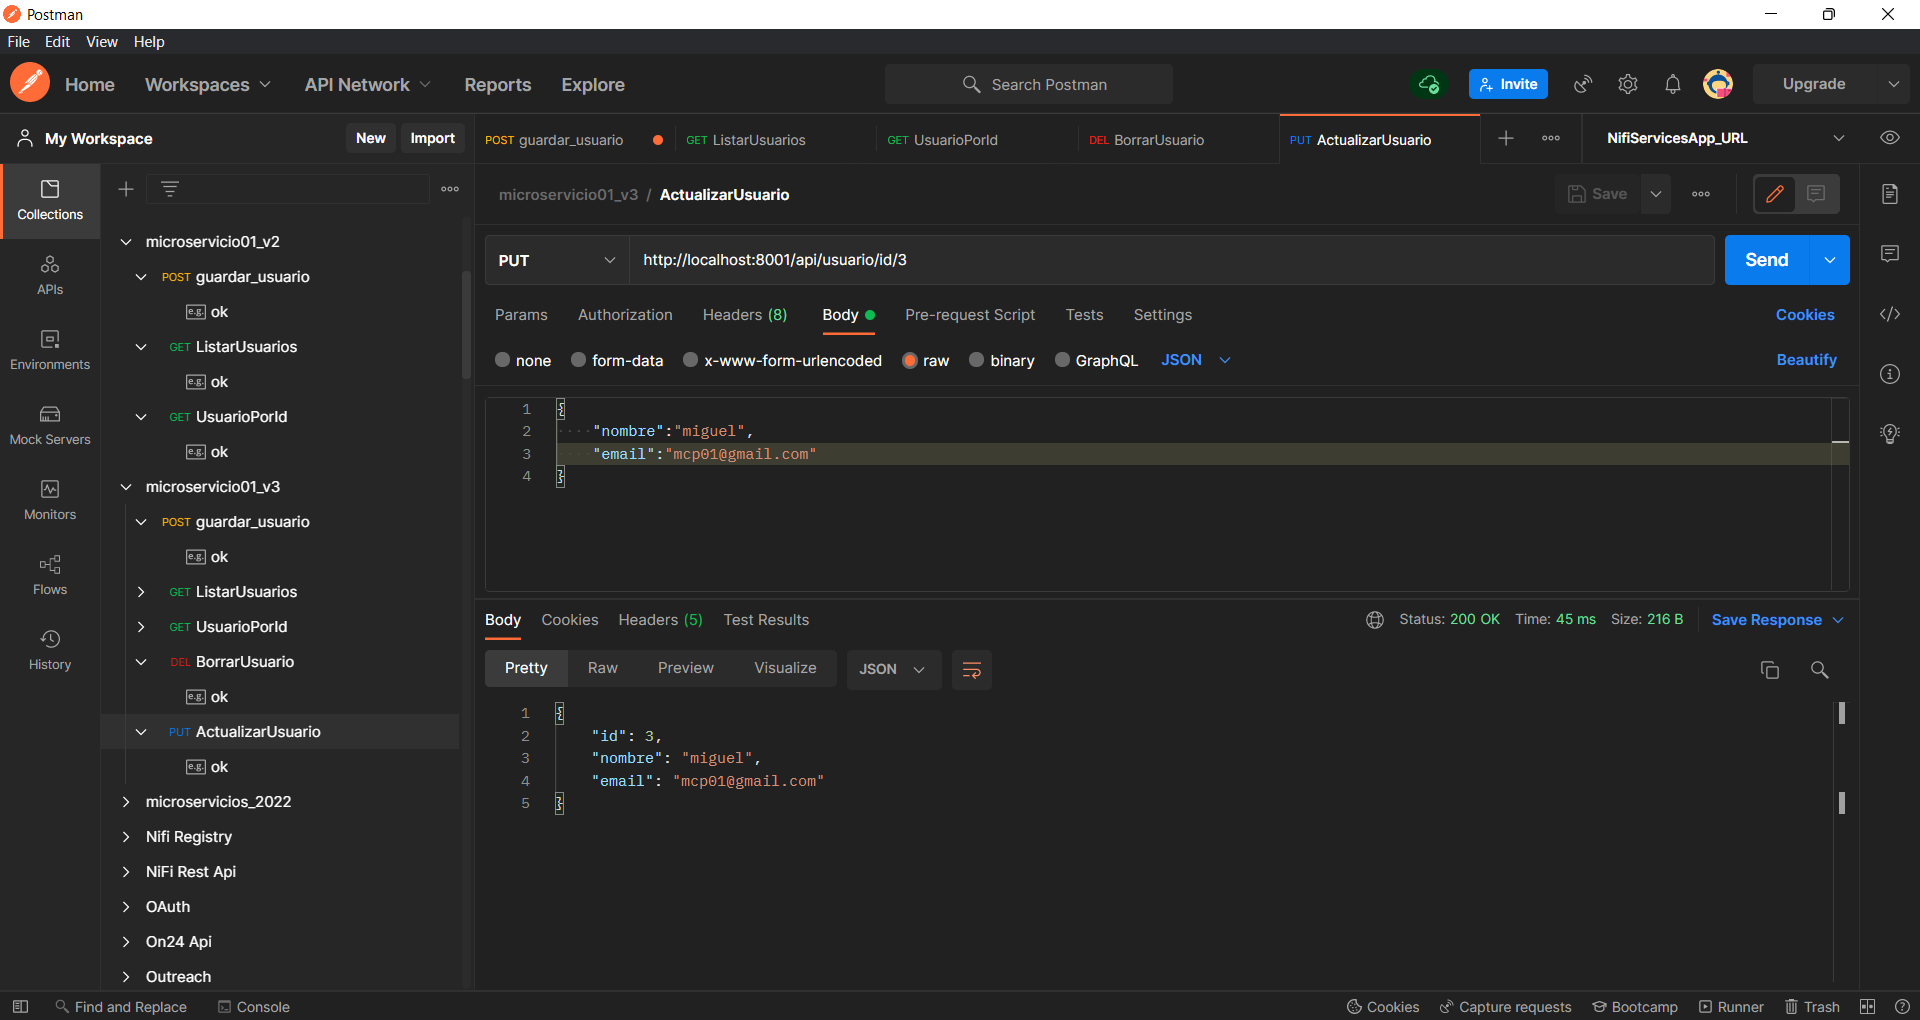 Postman
File Edit View Help
Home Workspaces API Network Reports Explore Search Postman Invite Upgrade
My Workspace New Import
POST guardar_usuario GET ListarUsuarios GET UsuarioPorId DEL BorrarUsuario PUT ActualizarUsuario NifiServicesApp_URL
Collections
APIs
Environments
Mock Servers
Monitors
Flows
History
microservicio01_v2
POST guardar_usuario
e.g. ok
GET ListarUsuarios
e.g. ok
GET UsuarioPorId
e.g. ok
microservicio01_v3
POST guardar_usuario
e.g. ok
GET ListarUsuarios
GET UsuarioPorId
DEL BorrarUsuario
e.g. ok
PUT ActualizarUsuario
e.g. ok
microservicios_2022
Nifi Registry
NiFi Rest Api
OAuth
On24 Api
Outreach
microservicio01_v3 / ActualizarUsuario Save
PUT http://localhost:8001/api/usuario/id/3 Send
Params Authorization Headers (8) Body Pre-request Script Tests Settings Cookies
none form-data x-www-form-urlencoded raw binary GraphQL JSON Beautify
1 {
2 "nombre":"miguel",
3 "email":"mcp01@gmail.com"
4 }
Body Cookies Headers (5) Test Results Status: 200 OK Time: 45 ms Size: 216 B Save Response
Pretty Raw Preview Visualize JSON
1 {
2 "id": 3,
3 "nombre": "miguel",
4 "email": "mcp01@gmail.com"
5 }
Find and Replace Console Cookies Capture requests Bootcamp Runner Trash